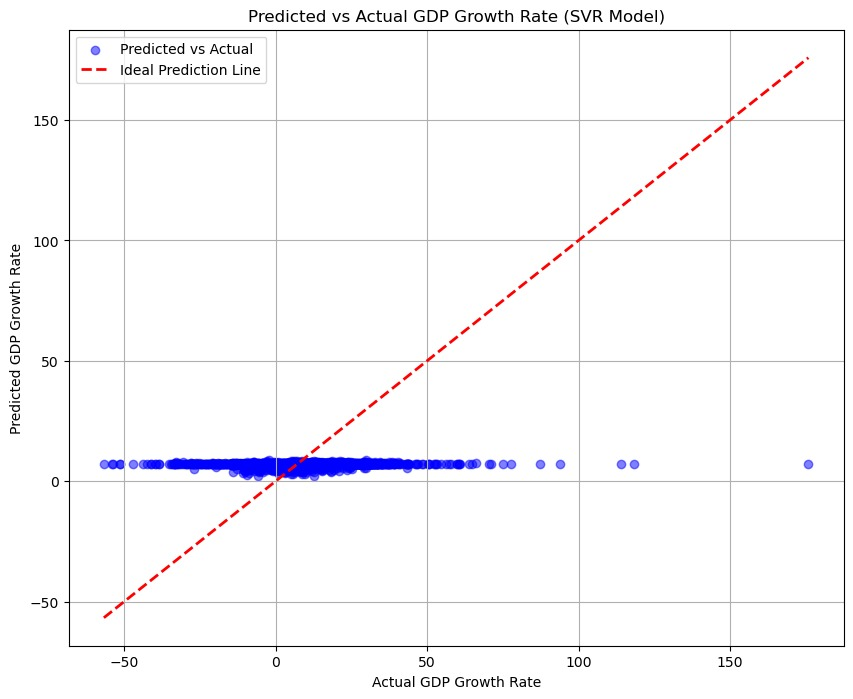 Predicted vs Actual GDP Growth Rate (SVR Model)
Predicted vs Actual
Ideal Prediction Line
Predicted GDP Growth Rate
150
100
50
0
−50
−50
0
50
100
150
Actual GDP Growth Rate